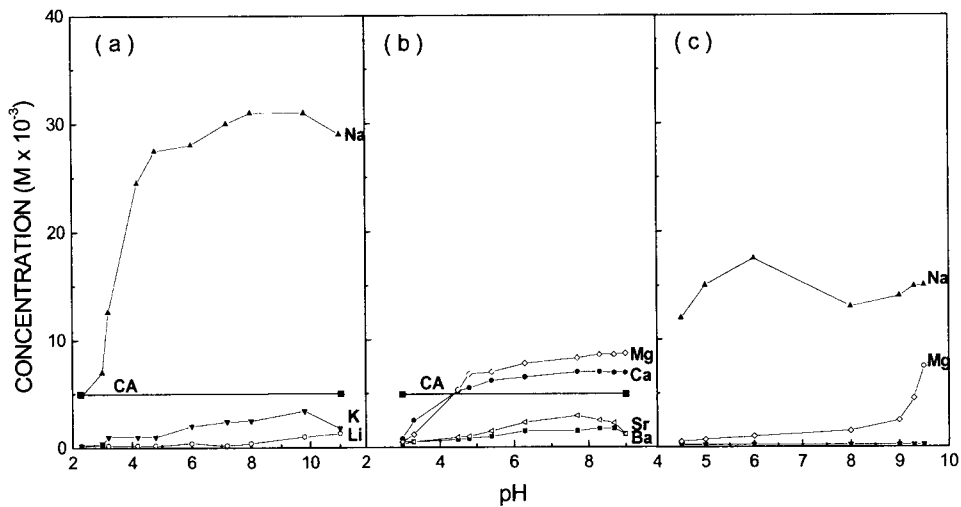 ( a )
( b )
( c )
CONCENTRATION (M x 10⁻³)
40
30
20
10
0
Na
CA
K
Li
Mg
Ca
CA
Sr
Ba
Na
Mg
2 4 6 8 10
2 4 6 8
4 5 6 7 8 9 10
pH